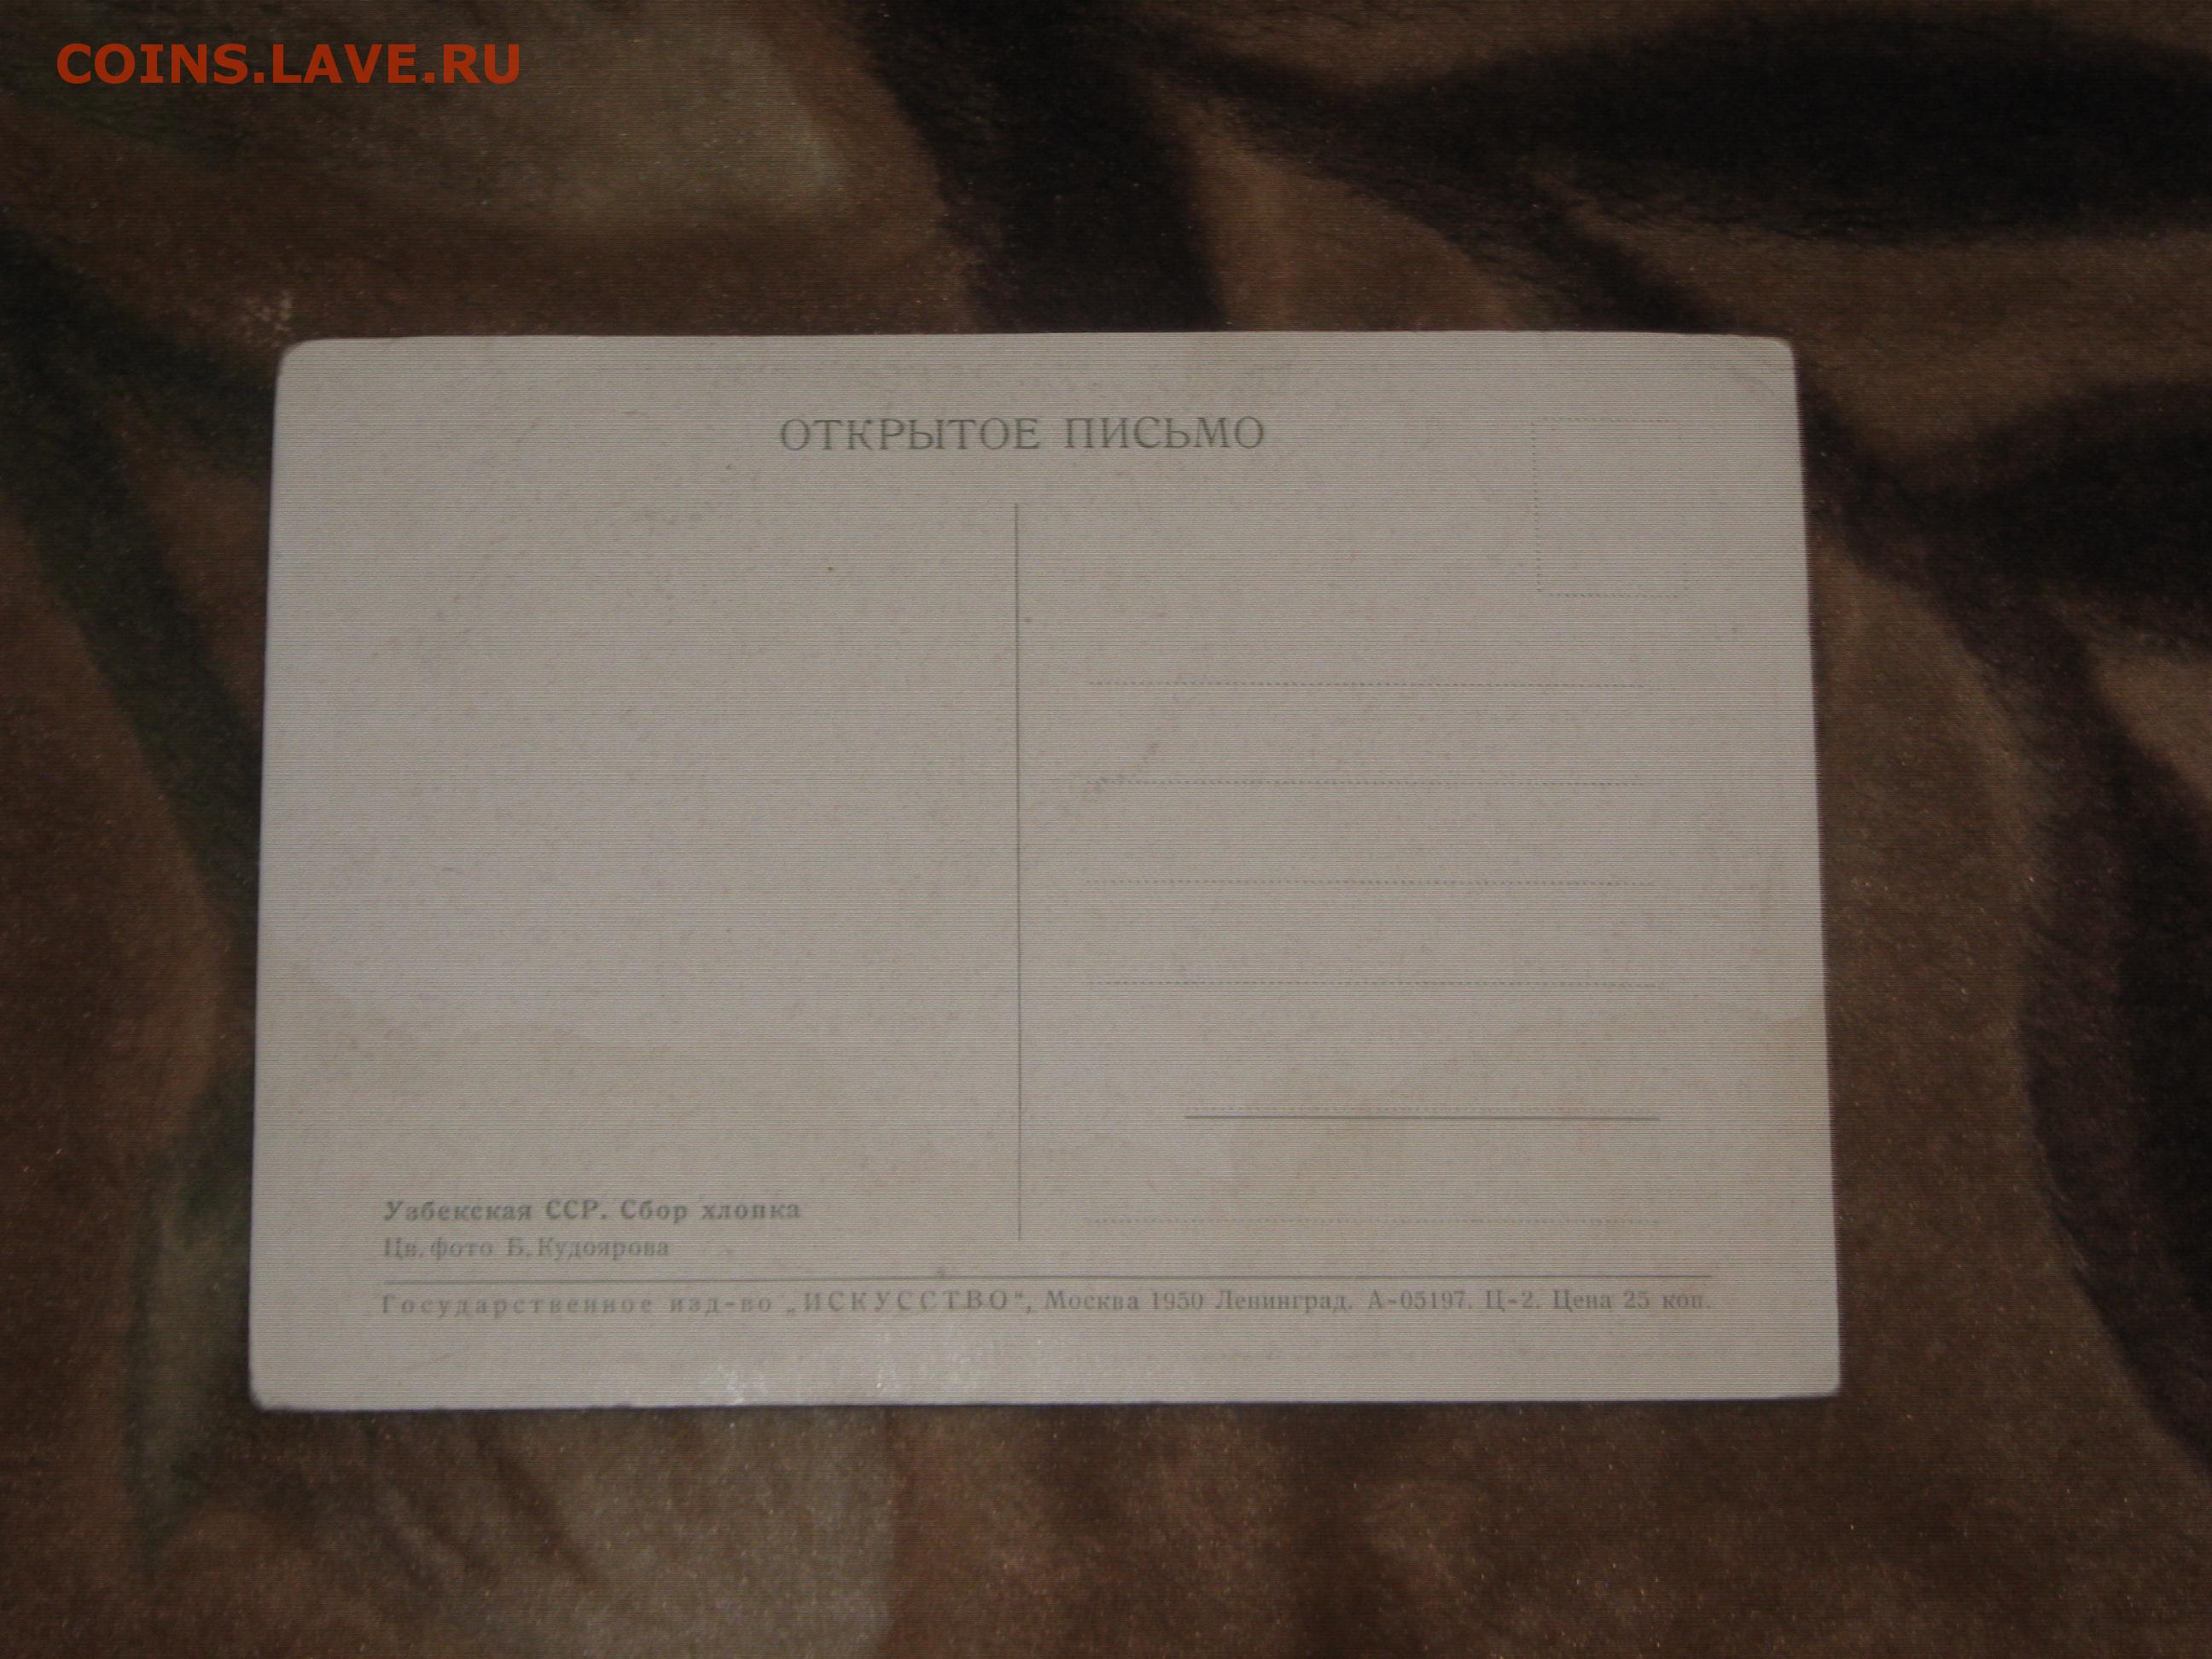 COINS.LAVE.RU
ОТКРЫТОЕ ПИСЬМО
Узбекская ССР. Сбор хлопка
Цв. фото Б. Кудоярова
Государственное изд-во „ИСКУССТВО“, Москва 1950 Ленинград. А-05197. Ц-2. Цена 25 коп.